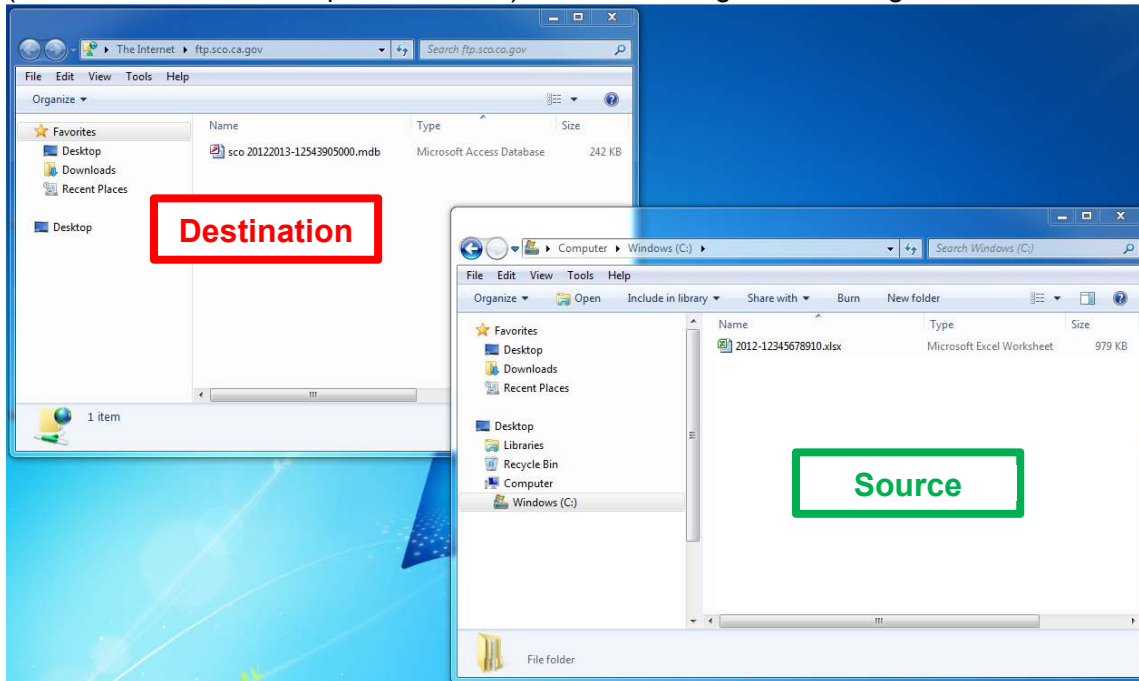 The Internet ftp.sco.ca.gov Search ftp.sco.ca.gov
File Edit View Tools Help
Organize
Favorites
Desktop
Downloads
Recent Places
Desktop
Name Type Size
sco 20122013-12543905000.mdb Microsoft Access Database 242 KB
Destination
1 item
Computer Windows (C:) Search Windows (C:)
File Edit View Tools Help
Organize Open Include in library Share with Burn New folder
Favorites
Desktop
Downloads
Recent Places
Desktop
Libraries
Recycle Bin
Computer
Windows (C:)
Name Type Size
2012-12345678910.xlsx Microsoft Excel Worksheet 979 KB
Source
File folder